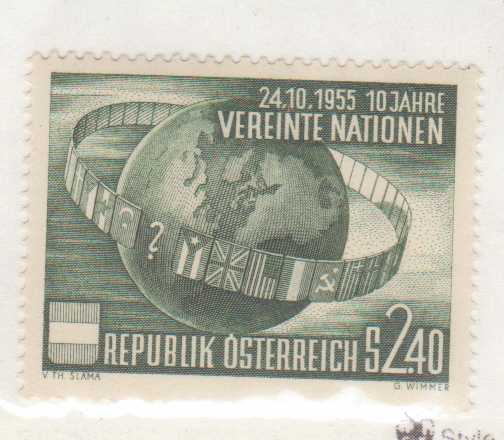 24.10.1955 10 JAHRE
VEREINTE NATIONEN
?
REPUBLIK ÖSTERREICH S2.40
V. TH. SLAMA
G. WIMMER